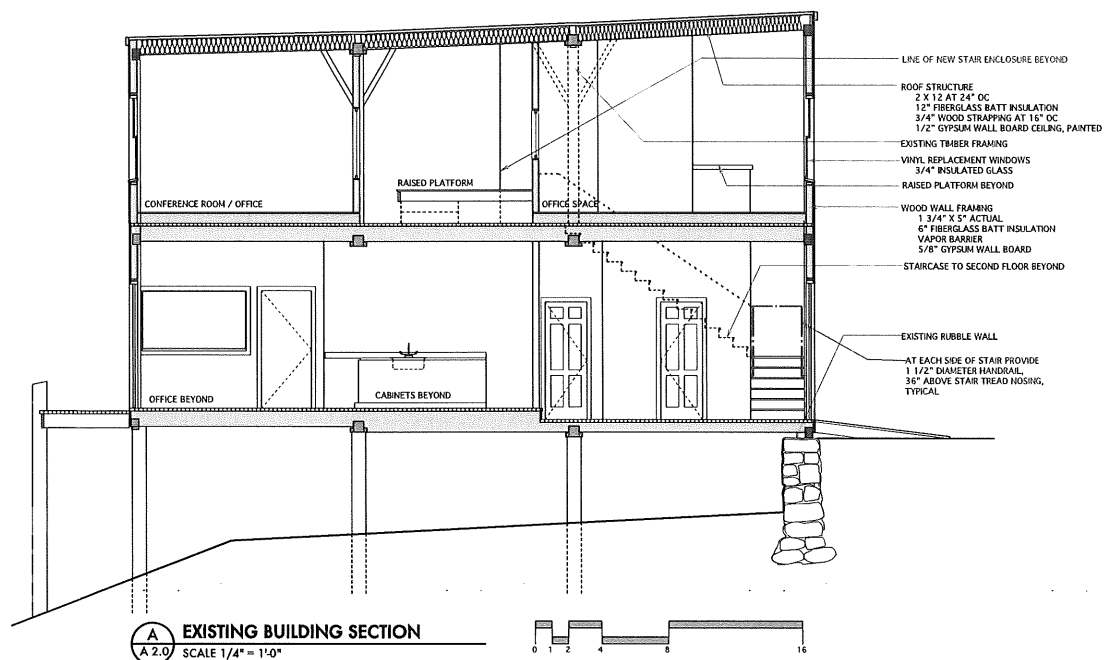 LINE OF NEW STAIR ENCLOSURE BEYOND
ROOF STRUCTURE
2 X 12 AT 24" OC
12" FIBERGLASS BATT INSULATION
3/4" WOOD STRAPPING AT 16" OC
1/2" GYPSUM WALL BOARD CEILING, PAINTED
EXISTING TIMBER FRAMING
VINYL REPLACEMENT WINDOWS
3/4" INSULATED GLASS
RAISED PLATFORM BEYOND
RAISED PLATFORM
CONFERENCE ROOM / OFFICE
OFFICE SPACE
WOOD WALL FRAMING
1 3/4" X 5" ACTUAL
6" FIBERGLASS BATT INSULATION
VAPOR BARRIER
5/8" GYPSUM WALL BOARD
STAIRCASE TO SECOND FLOOR BEYOND
EXISTING RUBBLE WALL
AT EACH SIDE OF STAIR PROVIDE
1 1/2" DIAMETER HANDRAIL,
36" ABOVE STAIR TREAD NOSING,
TYPICAL
OFFICE BEYOND
CABINETS BEYOND
A
A 2.0
EXISTING BUILDING SECTION
SCALE 1/4" = 1'-0"
0 1 2 4 8 16